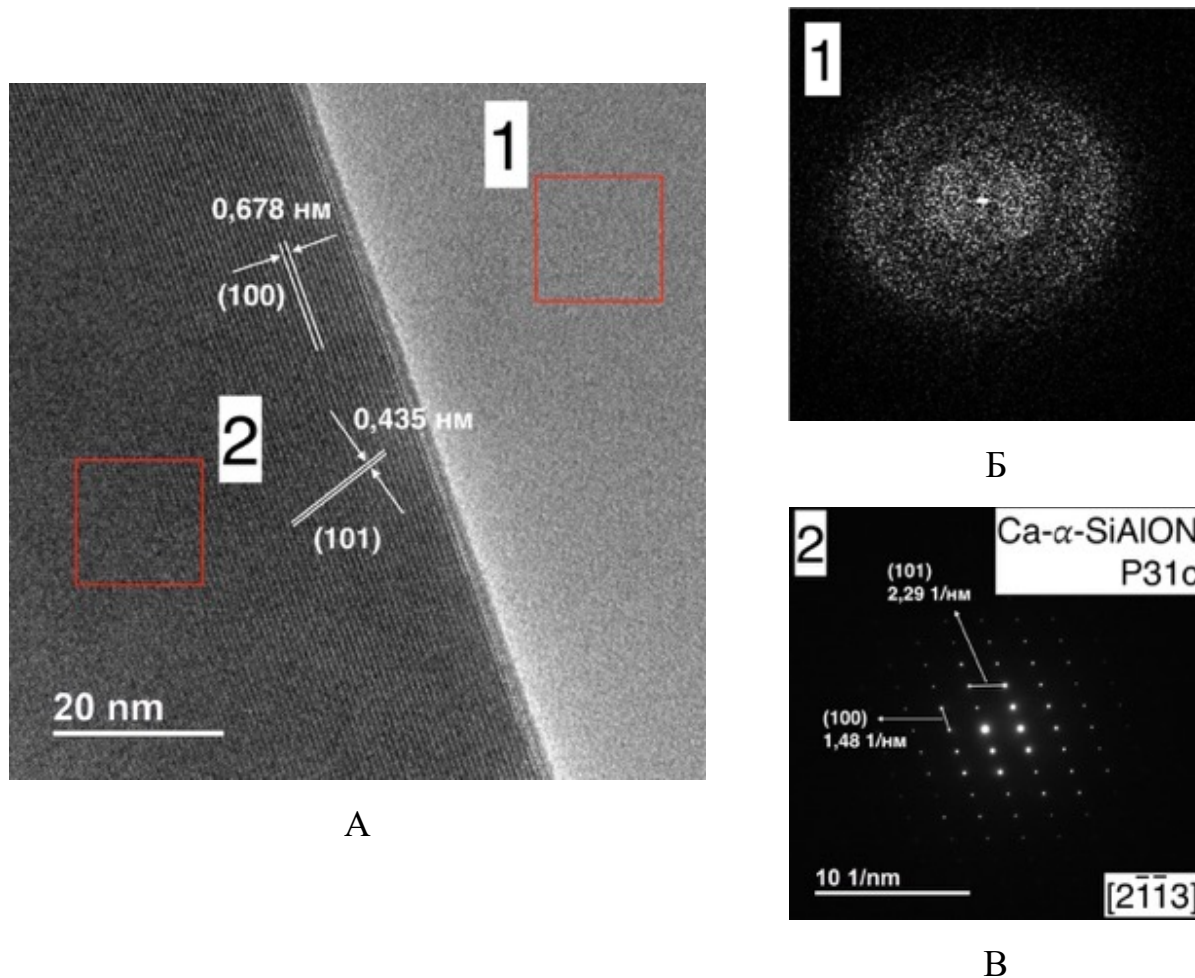 1
0,678 нм
(100)
2
0,435 нм
(101)
20 nm
А
1
Б
2
Ca-α-SiAlON
P31c
(101)
2,29 1/нм
(100)
1,48 1/нм
10 1/nm
[21̅1̅3]
В